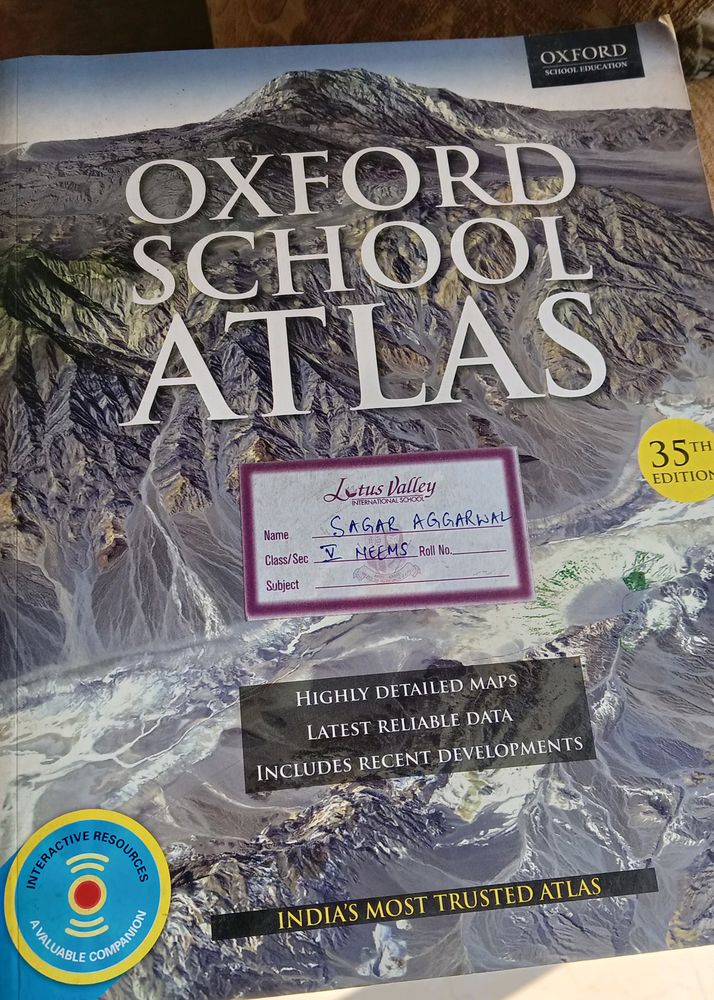 OXFORD
SCHOOL EDUCATION
OXFORD
SCHOOL
ATLAS
35TH
EDITION
Lotus Valley
INTERNATIONAL SCHOOL
Name SAGAR AGGARWAL
Class/Sec V NEEMS Roll No.
Subject
HIGHLY DETAILED MAPS
LATEST RELIABLE DATA
INCLUDES RECENT DEVELOPMENTS
INTERACTIVE RESOURCES
A VALUABLE COMPANION
INDIA'S MOST TRUSTED ATLAS